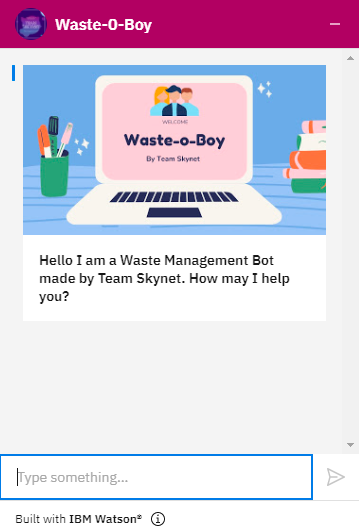 Waste-O-Boy
WELCOME
Waste-o-Boy
By Team Skynet
Hello I am a Waste Management Bot
made by Team Skynet. How may I help
you?
Type something...
Built with IBM Watson®